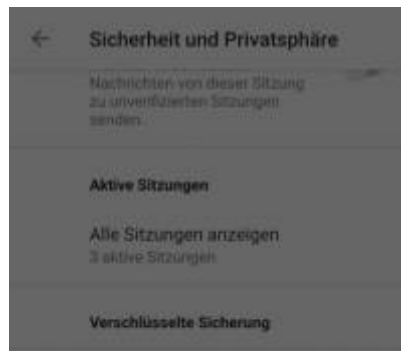 Sicherheit und Privatsphäre
Nachrichten von dieser Sitzung
zu unverifizierten Sitzungen
senden.
Aktive Sitzungen
Alle Sitzungen anzeigen
3 aktive Sitzungen
Verschlüsselte Sicherung